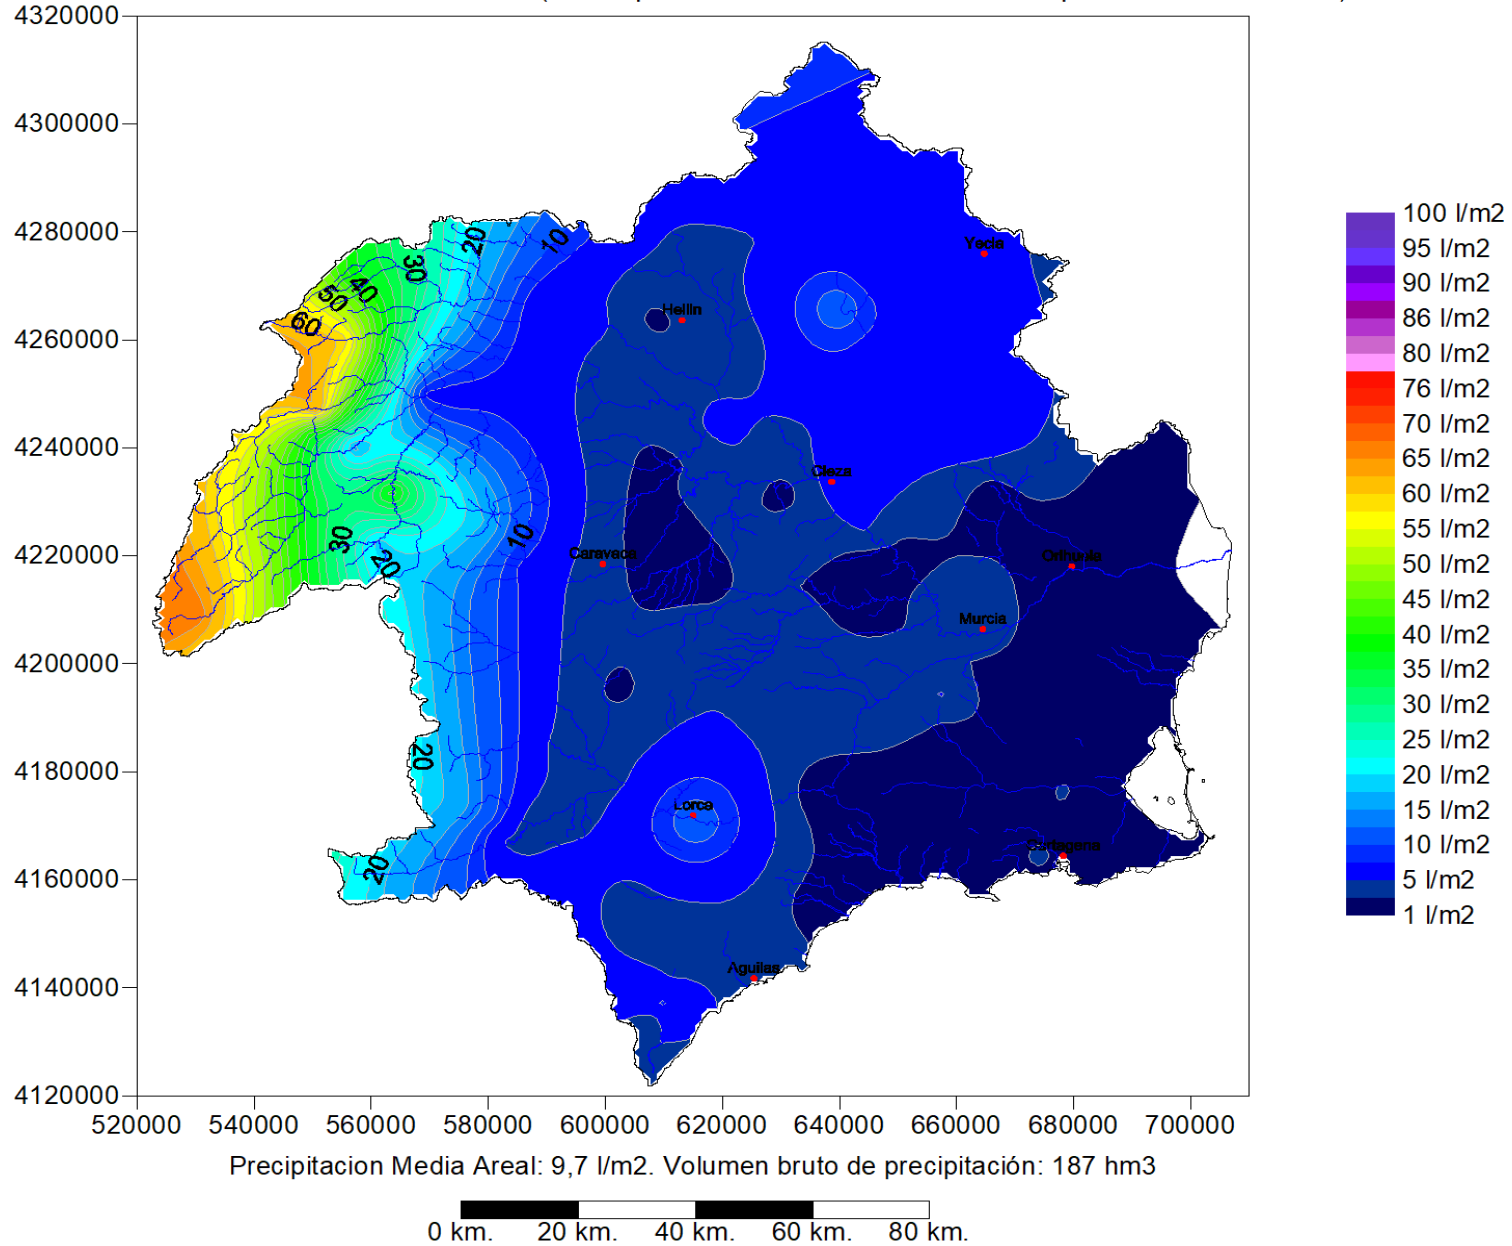 4320000
4300000
4280000
4260000
4240000
4220000
4200000
4180000
4160000
4140000
4120000
520000 540000 560000 580000 600000 620000 640000 660000 680000 700000
Yecla
Hellin
Cieza
Caravaca
Orihuela
Murcia
Lorca
Cartagena
Aguilas
20
10
30
40
50
60
10
30
20
20
20
100 l/m2
95 l/m2
90 l/m2
86 l/m2
80 l/m2
76 l/m2
70 l/m2
65 l/m2
60 l/m2
55 l/m2
50 l/m2
45 l/m2
40 l/m2
35 l/m2
30 l/m2
25 l/m2
20 l/m2
15 l/m2
10 l/m2
5 l/m2
1 l/m2
Precipitacion Media Areal: 9,7 l/m2. Volumen bruto de precipitación: 187 hm3
0 km. 20 km. 40 km. 60 km. 80 km.